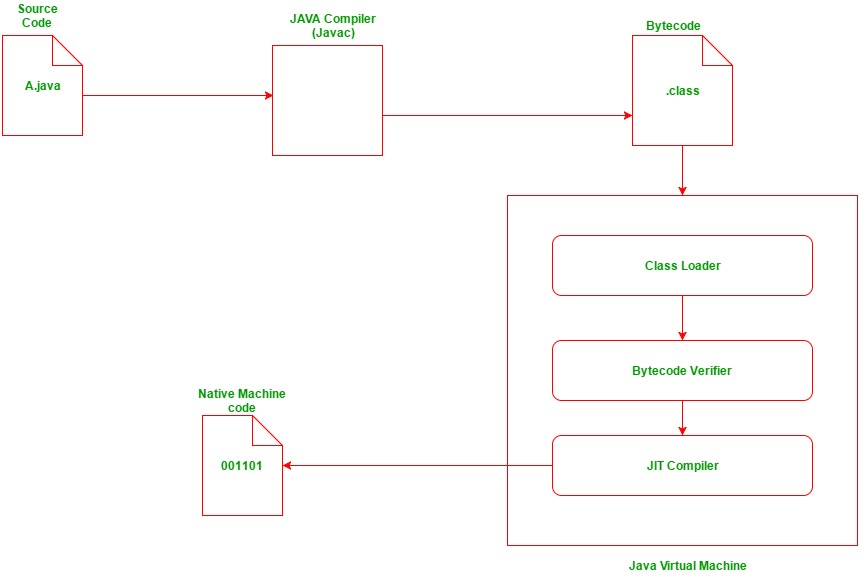 Source
Code
A.java
JAVA Compiler
(Javac)
Bytecode
.class
Class Loader
Bytecode Verifier
JIT Compiler
Java Virtual Machine
Native Machine
code
001101